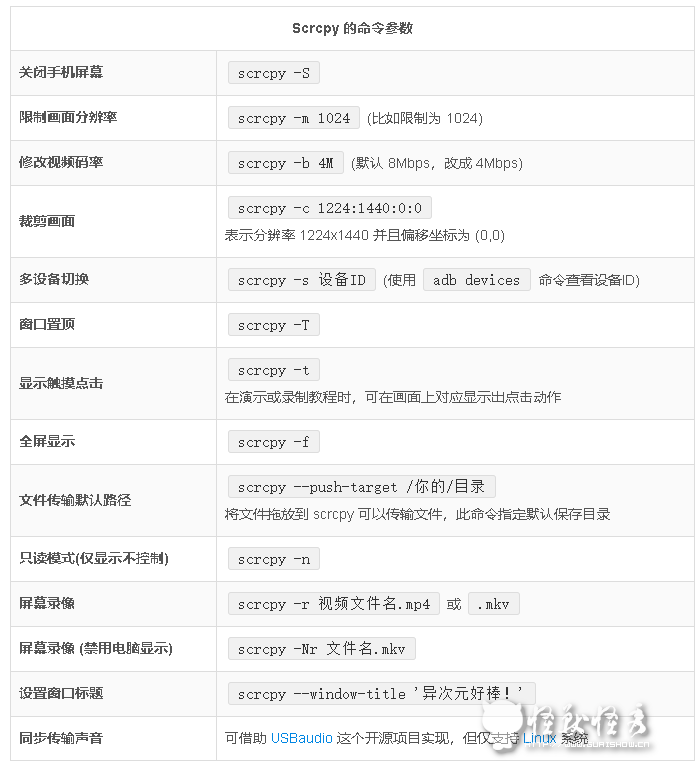 Scrcpy 的命令参数
关闭手机屏幕 scrcpy -S
限制画面分辨率 scrcpy -m 1024 (比如限制为 1024)
修改视频码率 scrcpy -b 4M (默认 8Mbps，改成 4Mbps)
裁剪画面 scrcpy -c 1224:1440:0:0
表示分辨率 1224x1440 并且偏移坐标为 (0,0)
多设备切换 scrcpy -s 设备ID (使用 adb devices 命令查看设备ID)
窗口置顶 scrcpy -T
显示触摸点击 scrcpy -t
在演示或录制教程时，可在画面上对应显示出点击动作
全屏显示 scrcpy -f
文件传输默认路径 scrcpy --push-target /你的/目录
将文件拖放到 scrcpy 可以传输文件，此命令指定默认保存目录
只读模式(仅显示不控制) scrcpy -n
屏幕录像 scrcpy -r 视频文件名.mp4 或 .mkv
屏幕录像 (禁用电脑显示) scrcpy -Nr 文件名.mkv
设置窗口标题 scrcpy --window-title '异次元好棒！'
同步传输声音 可借助 USBaudio 这个开源项目实现，但仅支持 Linux 系统